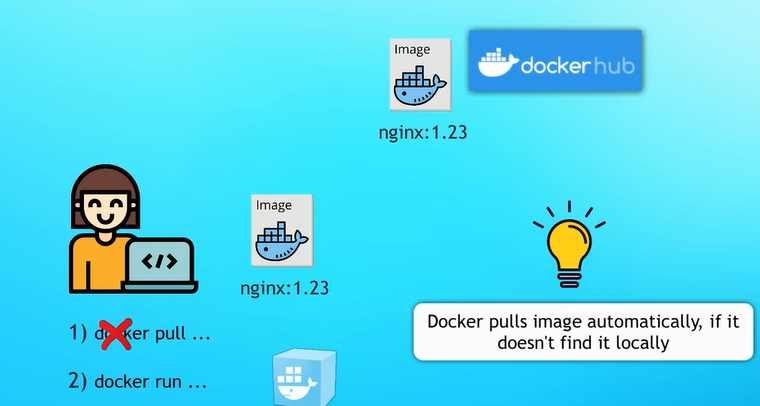 Image
docker hub
nginx:1.23
Image
nginx:1.23
</>
Docker pulls image automatically, if it
doesn't find it locally
1) docker pull ...
2) docker run ...